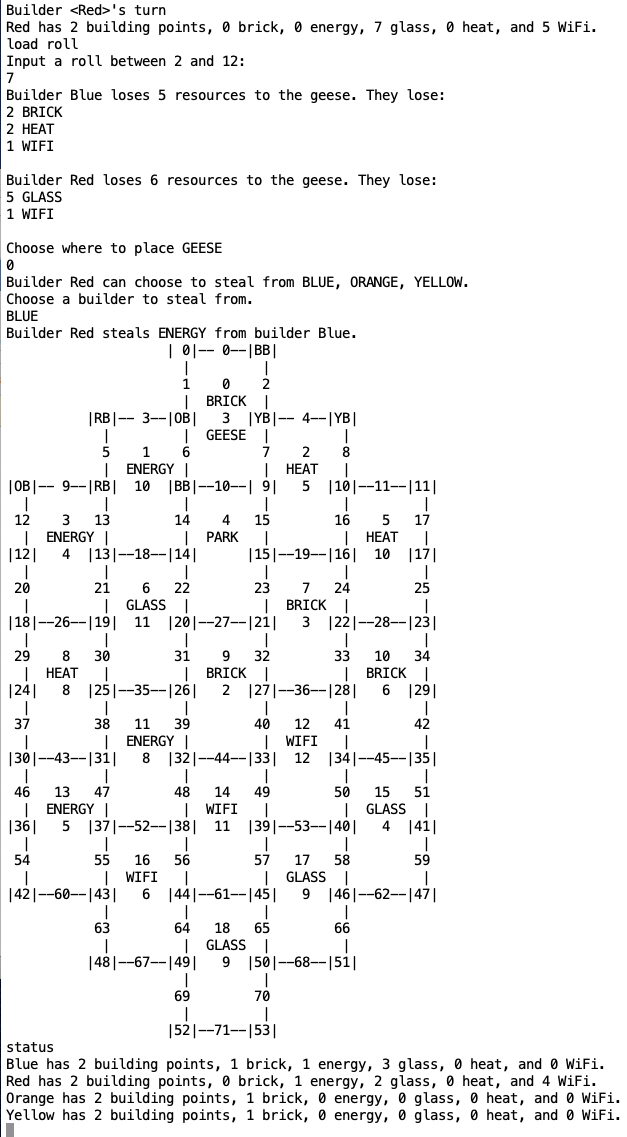 Builder <Red>'s turn
Red has 2 building points, 0 brick, 0 energy, 7 glass, 0 heat, and 5 WiFi.
load roll
Input a roll between 2 and 12:
7
Builder Blue loses 5 resources to the geese. They lose:
2 BRICK
2 HEAT
1 WIFI

Builder Red loses 6 resources to the geese. They lose:
5 GLASS
1 WIFI

Choose where to place GEESE
0
Builder Red can choose to steal from BLUE, ORANGE, YELLOW.
Choose a builder to steal from.
BLUE
Builder Red steals ENERGY from builder Blue.
                    | 0|-- 0--|BB|
                      |         |
                      1    0    2
                      |  BRICK  |
          |RB|-- 3--|OB|   3  |YB|-- 4--|YB|
            |         |  GEESE  |         |
            5    1    6         7    2    8
            |  ENERGY |         |  HEAT   |
|OB|-- 9--|RB|  10  |BB|--10--| 9|   5  |10|--11--|11|
  |         |         |         |         |         |
 12    3   13        14    4   15        16    5   17
  |  ENERGY |         |  PARK   |         |  HEAT   |
|12|   4  |13|--18--|14|      |15|--19--|16|  10  |17|
  |         |         |         |         |         |
 20        21    6   22        23    7   24        25
  |         |  GLASS  |         |  BRICK  |         |
|18|--26--|19|  11  |20|--27--|21|   3  |22|--28--|23|
  |         |         |         |         |         |
 29    8   30        31    9   32        33   10   34
  |  HEAT   |         |  BRICK  |         |  BRICK  |
|24|   8  |25|--35--|26|   2  |27|--36--|28|   6  |29|
  |         |         |         |         |         |
 37        38   11   39        40   12   41        42
  |         |  ENERGY |         |  WIFI   |         |
|30|--43--|31|   8  |32|--44--|33|  12  |34|--45--|35|
  |         |         |         |         |         |
 46   13   47        48   14   49        50   15   51
  |  ENERGY |         |  WIFI   |         |  GLASS  |
|36|   5  |37|--52--|38|  11  |39|--53--|40|   4  |41|
  |         |         |         |         |         |
 54        55   16   56        57   17   58        59
  |         |  WIFI   |         |  GLASS  |         |
|42|--60--|43|   6  |44|--61--|45|   9  |46|--62--|47|
            |         |         |         |
           63        64   18   65        66
            |         |  GLASS  |         |
          |48|--67--|49|   9  |50|--68--|51|
                      |         |
                     69        70
                      |         |
                    |52|--71--|53|
status
Blue has 2 building points, 1 brick, 1 energy, 3 glass, 0 heat, and 0 WiFi.
Red has 2 building points, 0 brick, 1 energy, 2 glass, 0 heat, and 4 WiFi.
Orange has 2 building points, 1 brick, 0 energy, 0 glass, 0 heat, and 0 WiFi.
Yellow has 2 building points, 1 brick, 0 energy, 0 glass, 0 heat, and 0 WiFi.